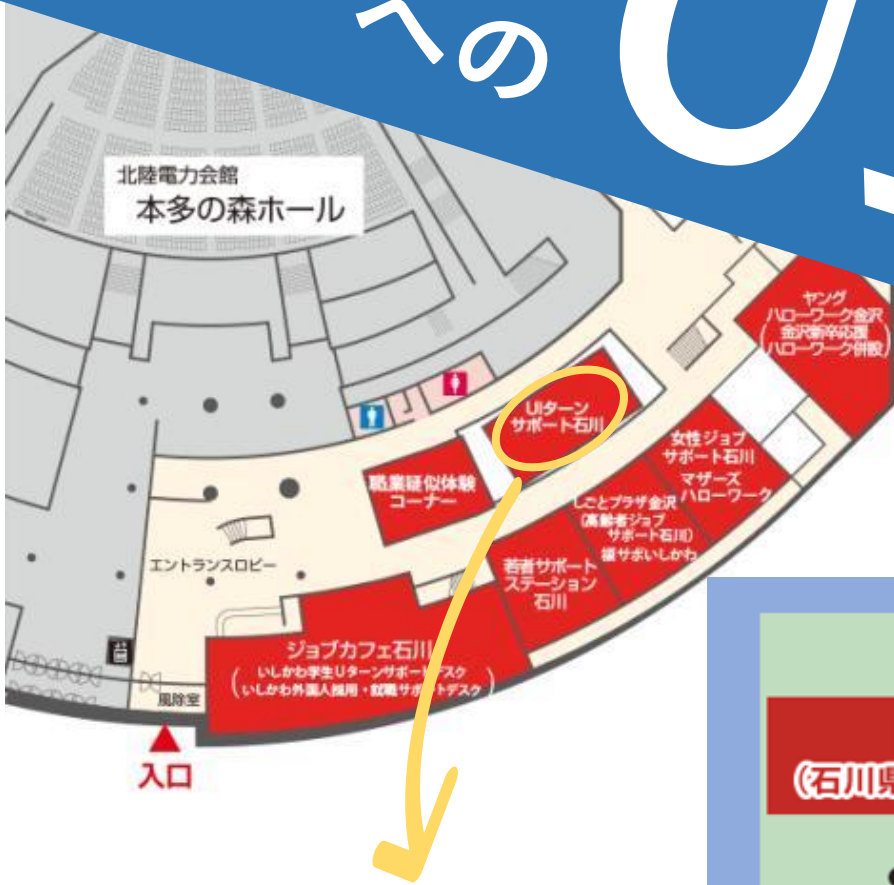 への
U
北陸電力会館
本多の森ホール
ヤング
ハローワーク金沢
(金沢新卒応援
ハローワーク併設)
UIターン
サポート石川
女性ジョブ
サポート石川
マザーズ
ハローワーク
職業疑似体験
コーナー
しごとプラザ金沢
(高齢者ジョブ
サポート石川)
援サポいしかわ
若者サポート
ステーション
石川
エントランスロビー
ジョブカフェ石川
(いしかわ学生Uターンサポートデスク
いしかわ外国人採用・就職サポートデスク)
風除室
入口
(石川県